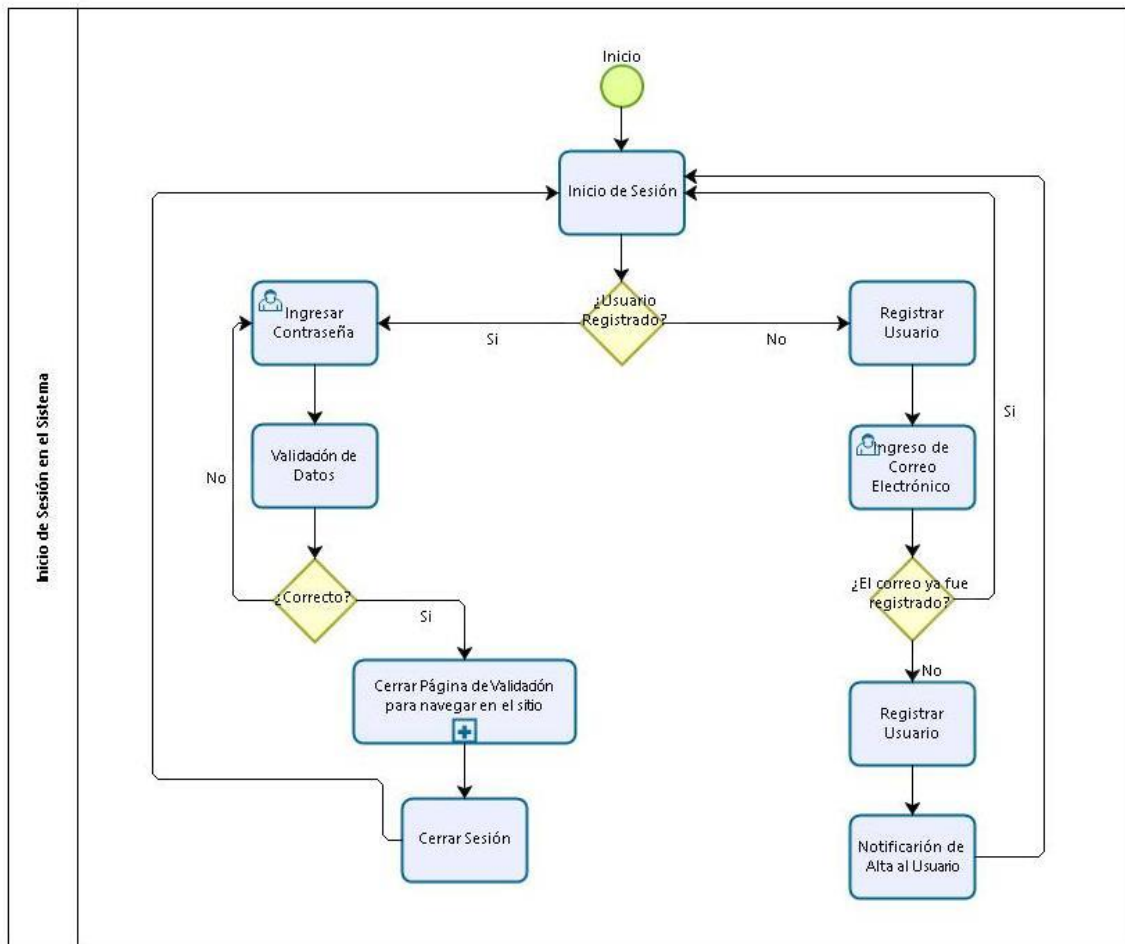 Inicio de Sesión en el Sistema
Inicio
Inicio de Sesión
¿Usuario
Registrado?
Si
No
Ingresar
Contraseña
Validación de
Datos
No
¿Correcto?
Si
Cerrar Página de Validación
para navegar en el sitio
Cerrar Sesión
Registrar
Usuario
Ingreso de
Correo
Electrónico
Si
¿El correo ya fue
registrado?
No
Registrar
Usuario
Notificarión de
Alta al Usuario